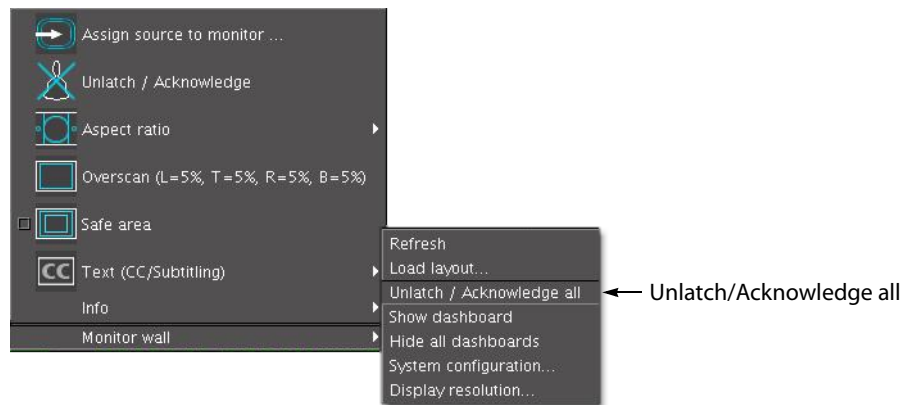 Assign source to monitor ...
Unlatch / Acknowledge
Aspect ratio
Overscan (L=5%, T=5%, R=5%, B=5%)
Safe area
CC Text (CC/Subtitling)
Info
Monitor wall
Refresh
Load layout...
Unlatch / Acknowledge all
Show dashboard
Hide all dashboards
System configuration...
Display resolution...
Unlatch/Acknowledge all